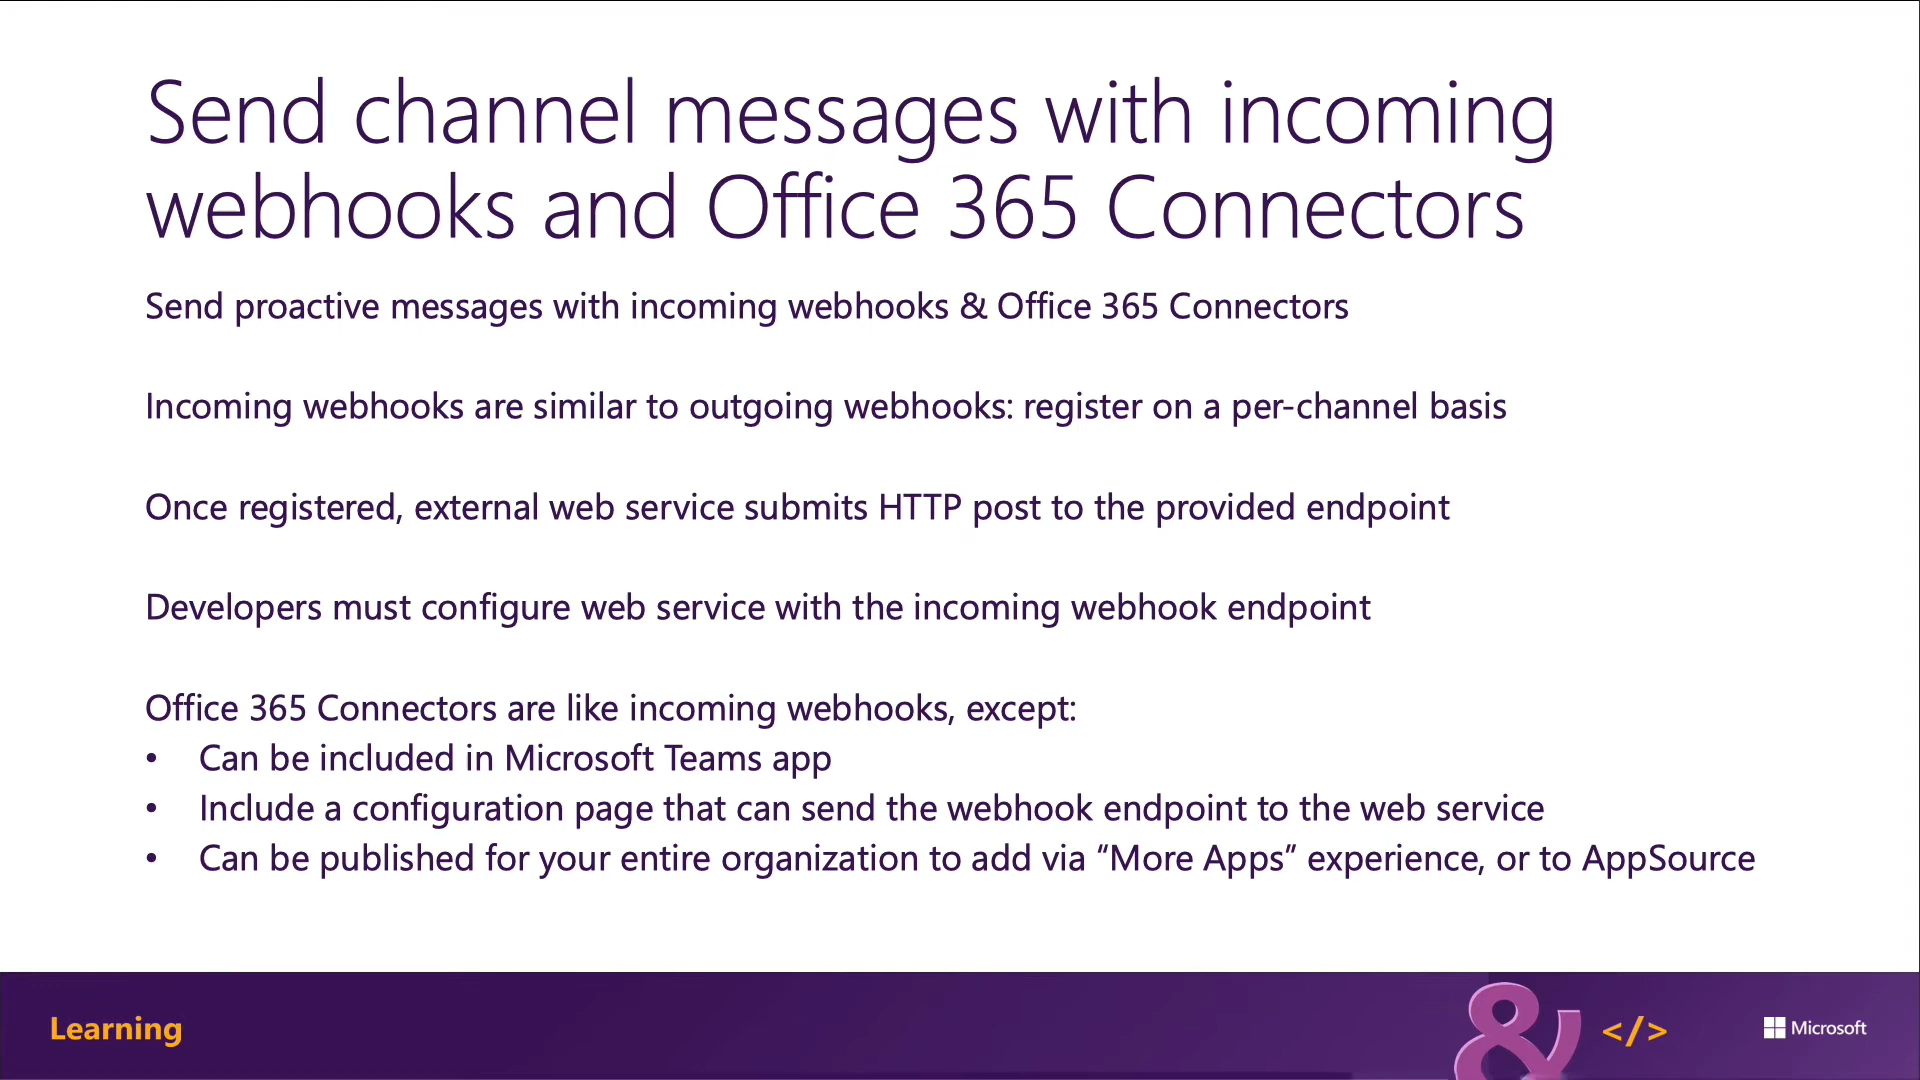 Send channel messages with incoming
webhooks and Office 365 Connectors
Send proactive messages with incoming webhooks & Office 365 Connectors
Incoming webhooks are similar to outgoing webhooks: register on a per-channel basis
Once registered, external web service submits HTTP post to the provided endpoint
Developers must configure web service with the incoming webhook endpoint
Office 365 Connectors are like incoming webhooks, except:
• Can be included in Microsoft Teams app
• Include a configuration page that can send the webhook endpoint to the web service
• Can be published for your entire organization to add via “More Apps” experience, or to AppSource
Learning
& </>
Microsoft